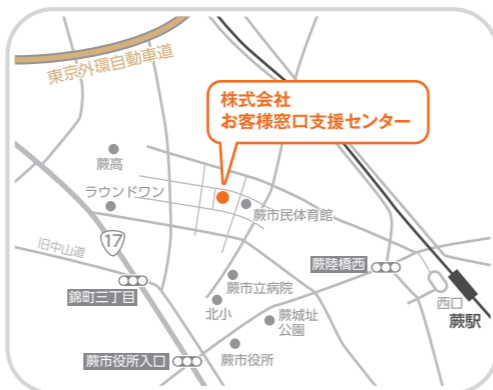 東京外環自動車道
株式会社
お客様窓口支援センター
蕨高
ラウンドワン
蕨市民体育館
17
旧中山道
蕨陸橋西
錦町三丁目
蕨市立病院
西口
北小
蕨城址
公園
蕨駅
蕨市役所
蕨市役所入口